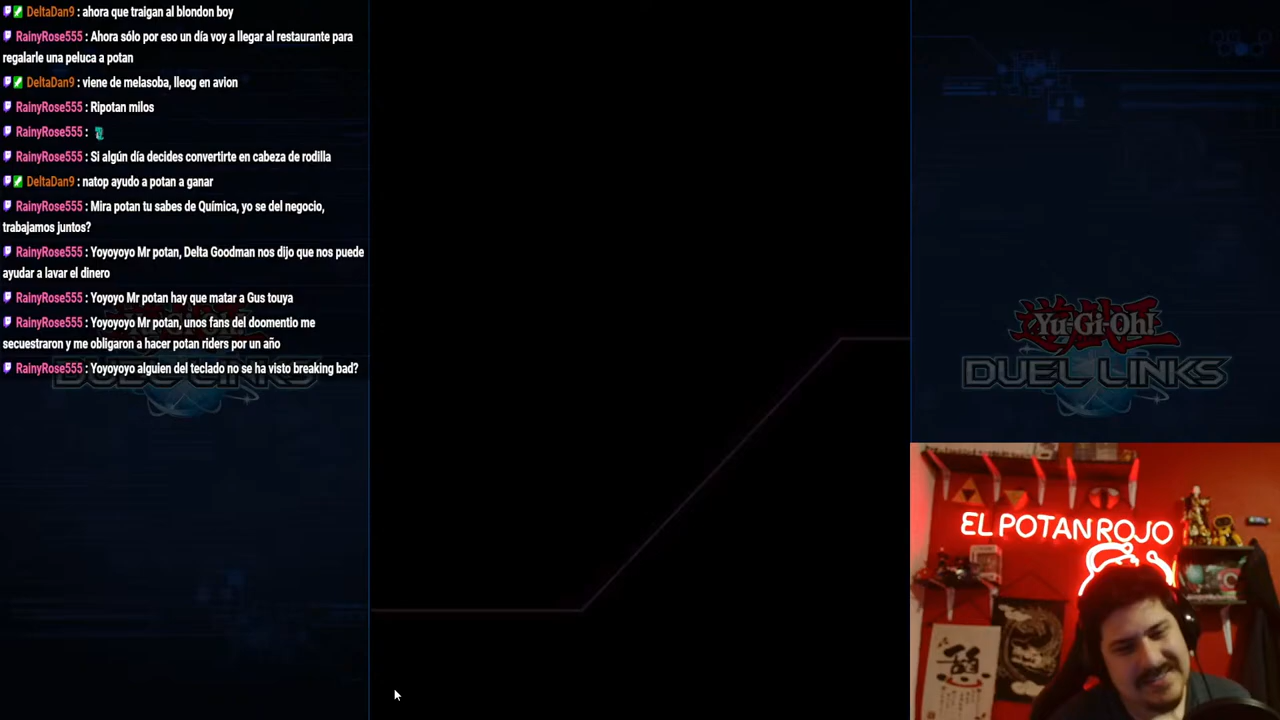 DeltaDan9 : ahora que traigan al blondon boy
RainyRose555 : Ahora sólo por eso un día voy a llegar al restaurante para
regalarle una peluca a potan
DeltaDan9 : viene de melasoba, lleog en avion
RainyRose555 : Ripotan milos
RainyRose555 :
RainyRose555 : Si algún día decides convertirte en cabeza de rodilla
DeltaDan9 : natop ayudo a potan a ganar
RainyRose555 : Mira potan tu sabes de Química, yo se del negocio,
trabajamos juntos?
RainyRose555 : Yoyoyoyo Mr potan, Delta Goodman nos dijo que nos puede
ayudar a lavar el dinero
RainyRose555 : Yoyoyo Mr potan hay que matar a Gus touya
RainyRose555 : Yoyoyoyo Mr potan, unos fans del doomentio me
secuestraron y me obligaron a hacer potan riders por un año
RainyRose555 : Yoyoyoyo alguien del teclado no se ha visto breaking bad?
DUEL LINKS
Yu-Gi-Oh!
DUEL LINKS
EL POTAN ROJO
憩